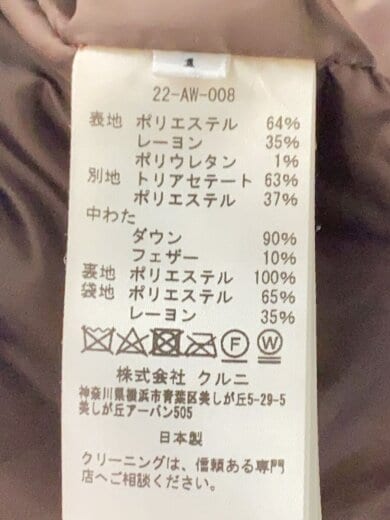 1
22-AW-008
表地 ポリエステル 64%
レーヨン 35%
ポリウレタン 1%
別地 トリアセテート 63%
ポリエステル 37%
中わた
ダウン 90%
フェザー 10%
裏地 ポリエステル 100%
袋地 ポリエステル 65%
レーヨン 35%
F W
株式会社 クルニ
神奈川県横浜市青葉区美しが丘5-29-5
美しが丘アーバン505
日本製
クリーニングは、信頼ある専門
店へご相談ください。